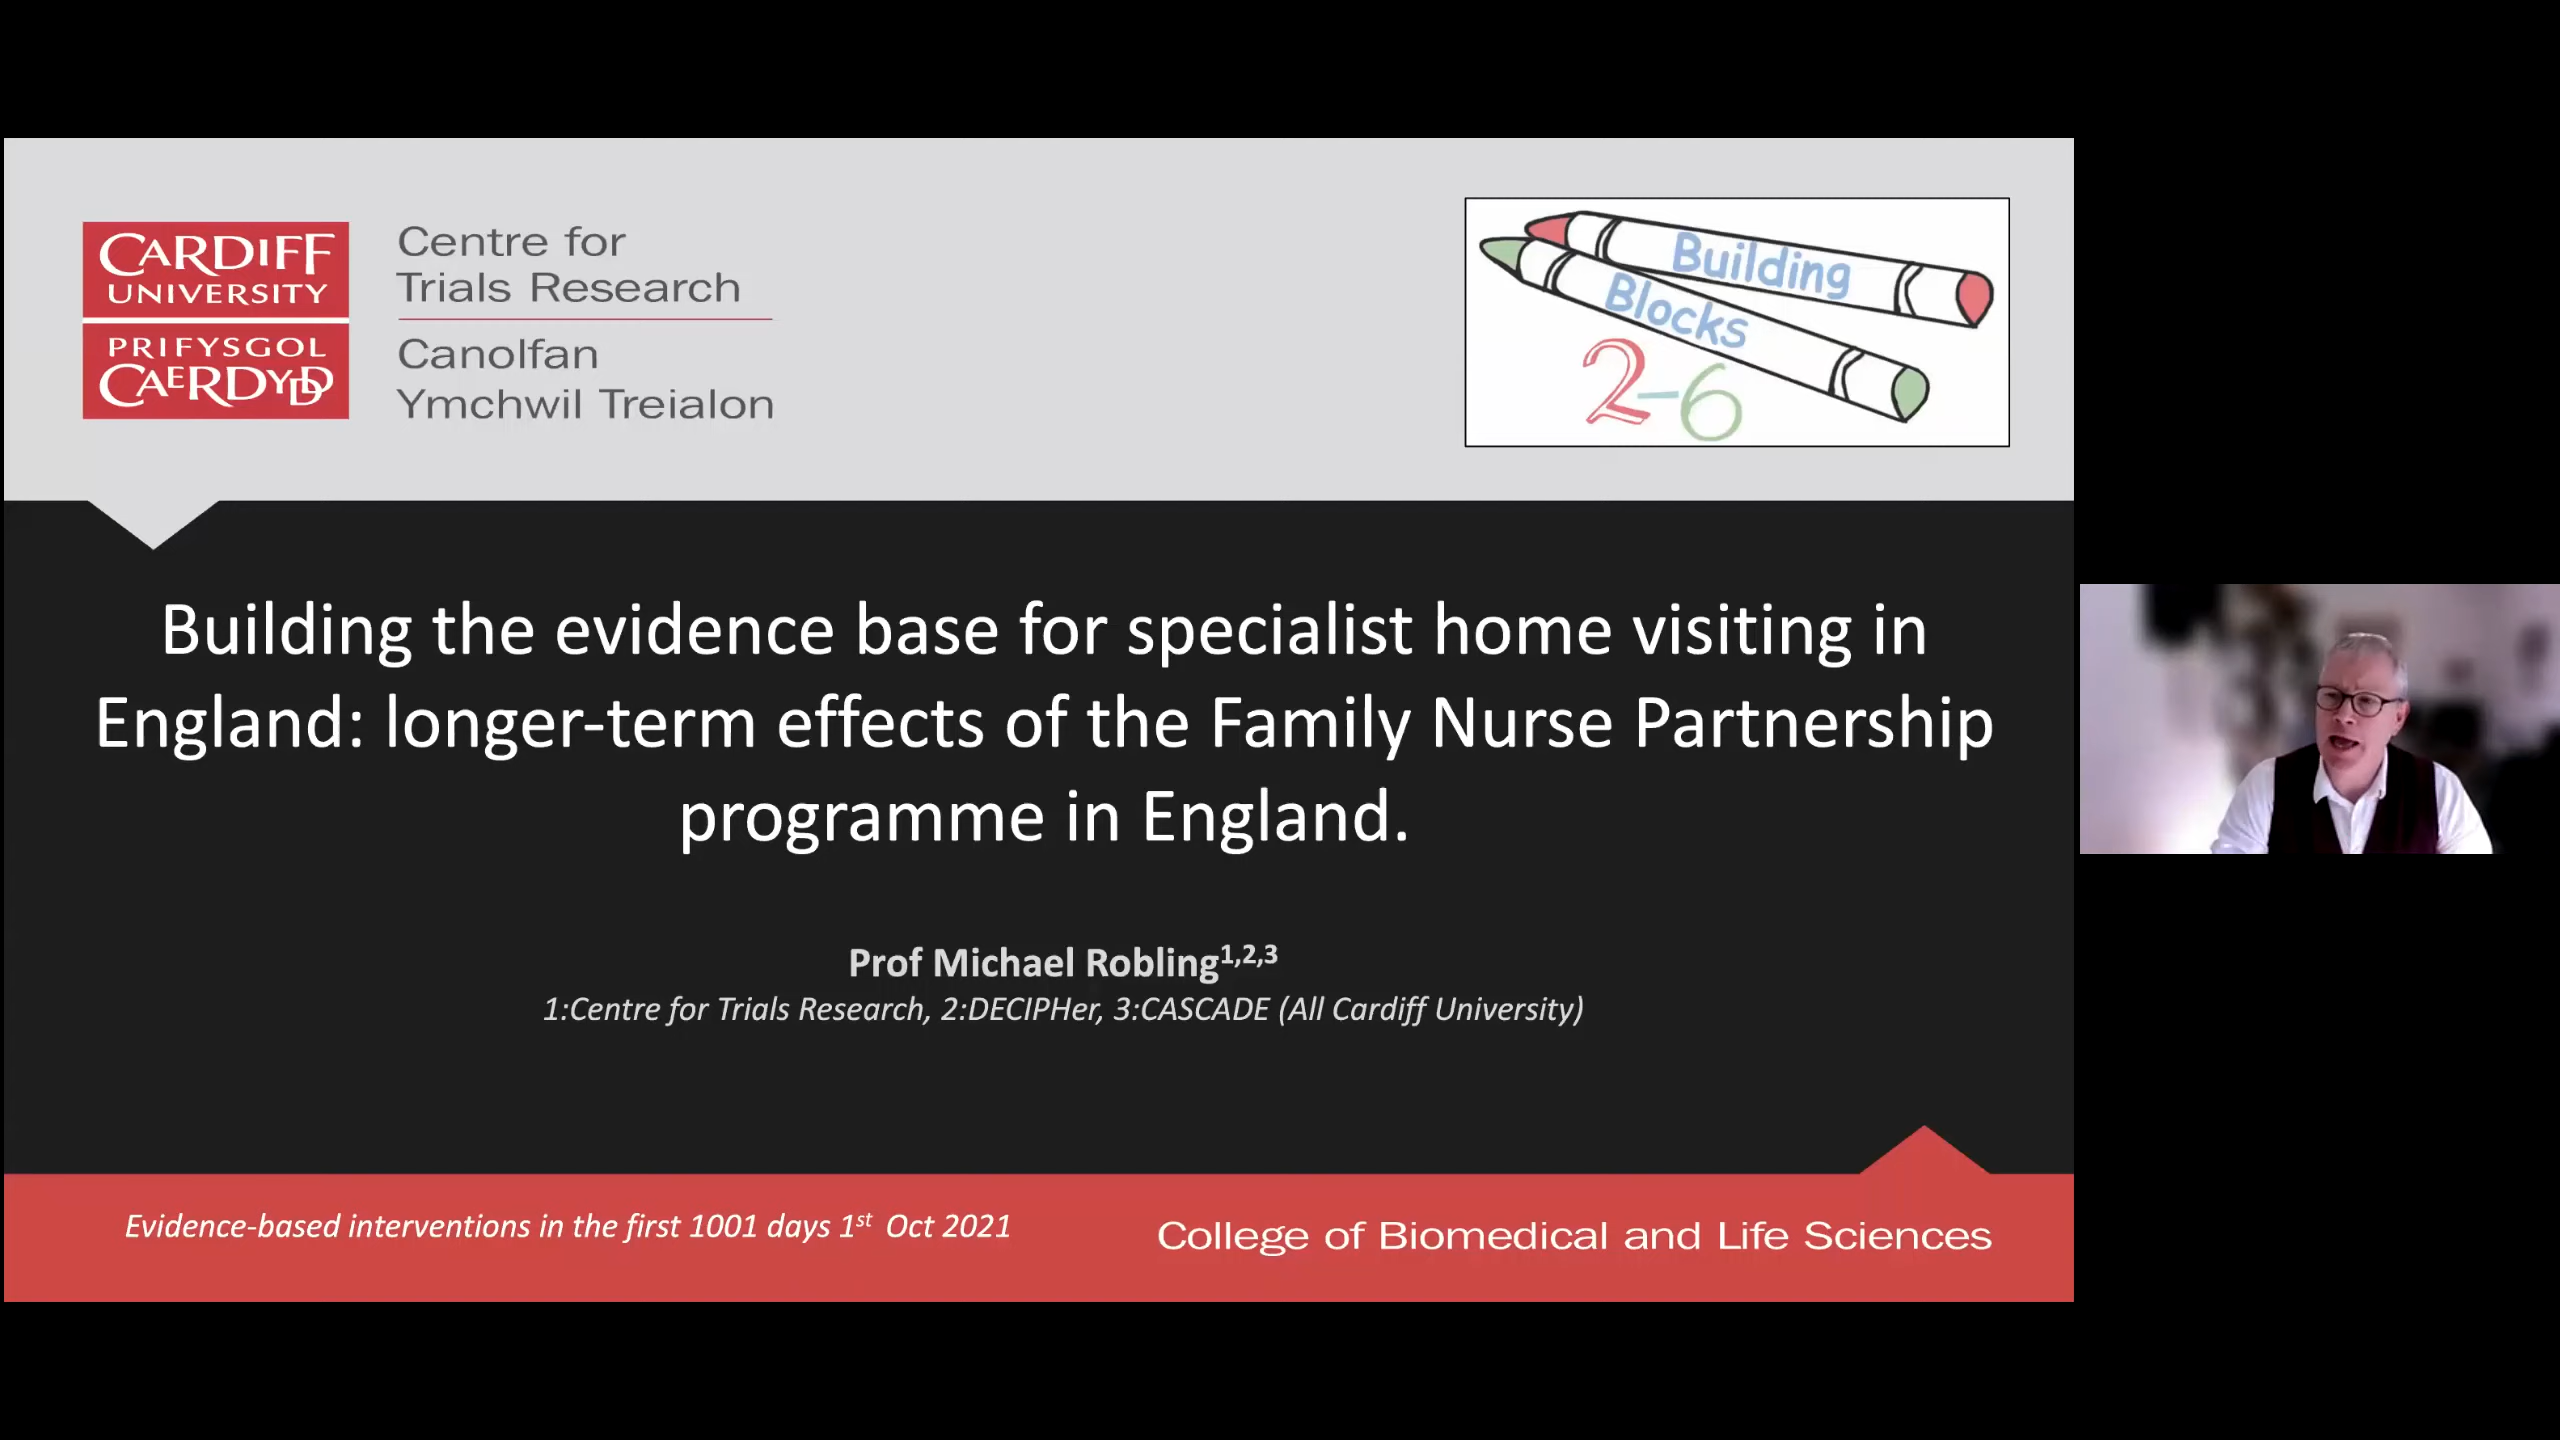 CARDIFF
UNIVERSITY
PRIFYSGOL
CAERDYDD
Centre for
Trials Research
Canolfan
Ymchwil Treialon
Building
Blocks
2-6
Building the evidence base for specialist home visiting in
England: longer-term effects of the Family Nurse Partnership
programme in England.
Prof Michael Robling1,2,3
1:Centre for Trials Research, 2:DECIPHer, 3:CASCADE (All Cardiff University)
Evidence-based interventions in the first 1001 days 1st Oct 2021
College of Biomedical and Life Sciences